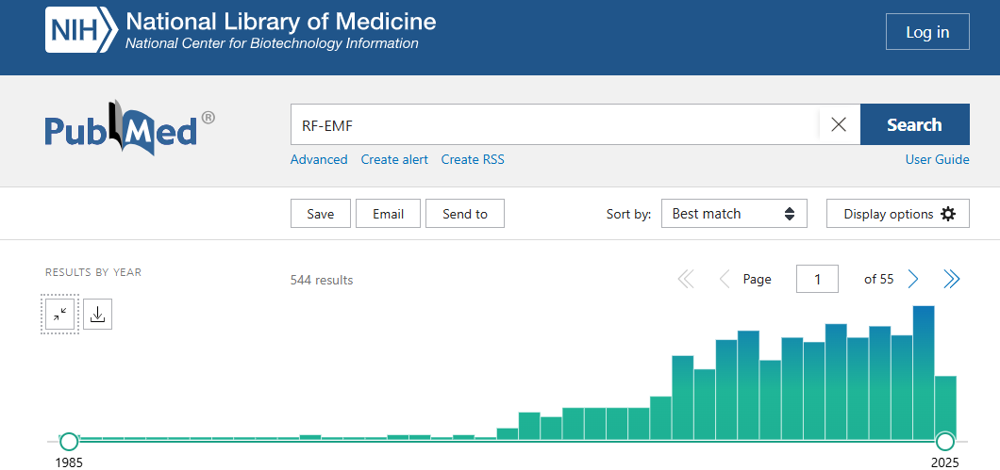 NIH National Library of Medicine
National Center for Biotechnology Information
Log in
PubMed®
RF-EMF
Search
Advanced Create alert Create RSS
User Guide
Save Email Send to
Sort by: Best match
Display options
RESULTS BY YEAR
544 results
Page 1 of 55
1985
2025